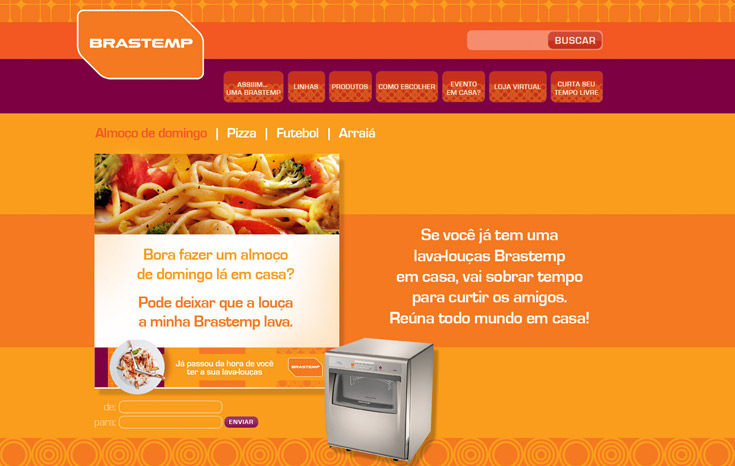 BRASTEMP
BUSCAR
ASSIIIM...
UMA BRASTEMP
LINHAS
PRODUTOS
COMO ESCOLHER
EVENTO
EM CASA?
LOJA VIRTUAL
CURTA SEU
TEMPO LIVRE
Almoço de domingo | Pizza | Futebol | Arraiá
Bora fazer um almoço
de domingo lá em casa?
Pode deixar que a louça
a minha Brastemp lava.
Já passou da hora de você
ter a sua lava-louças
BRASTEMP
de:
para:
ENVIAR
Se você já tem uma
lava-louças Brastemp
em casa, vai sobrar tempo
para curtir os amigos.
Reúna todo mundo em casa!